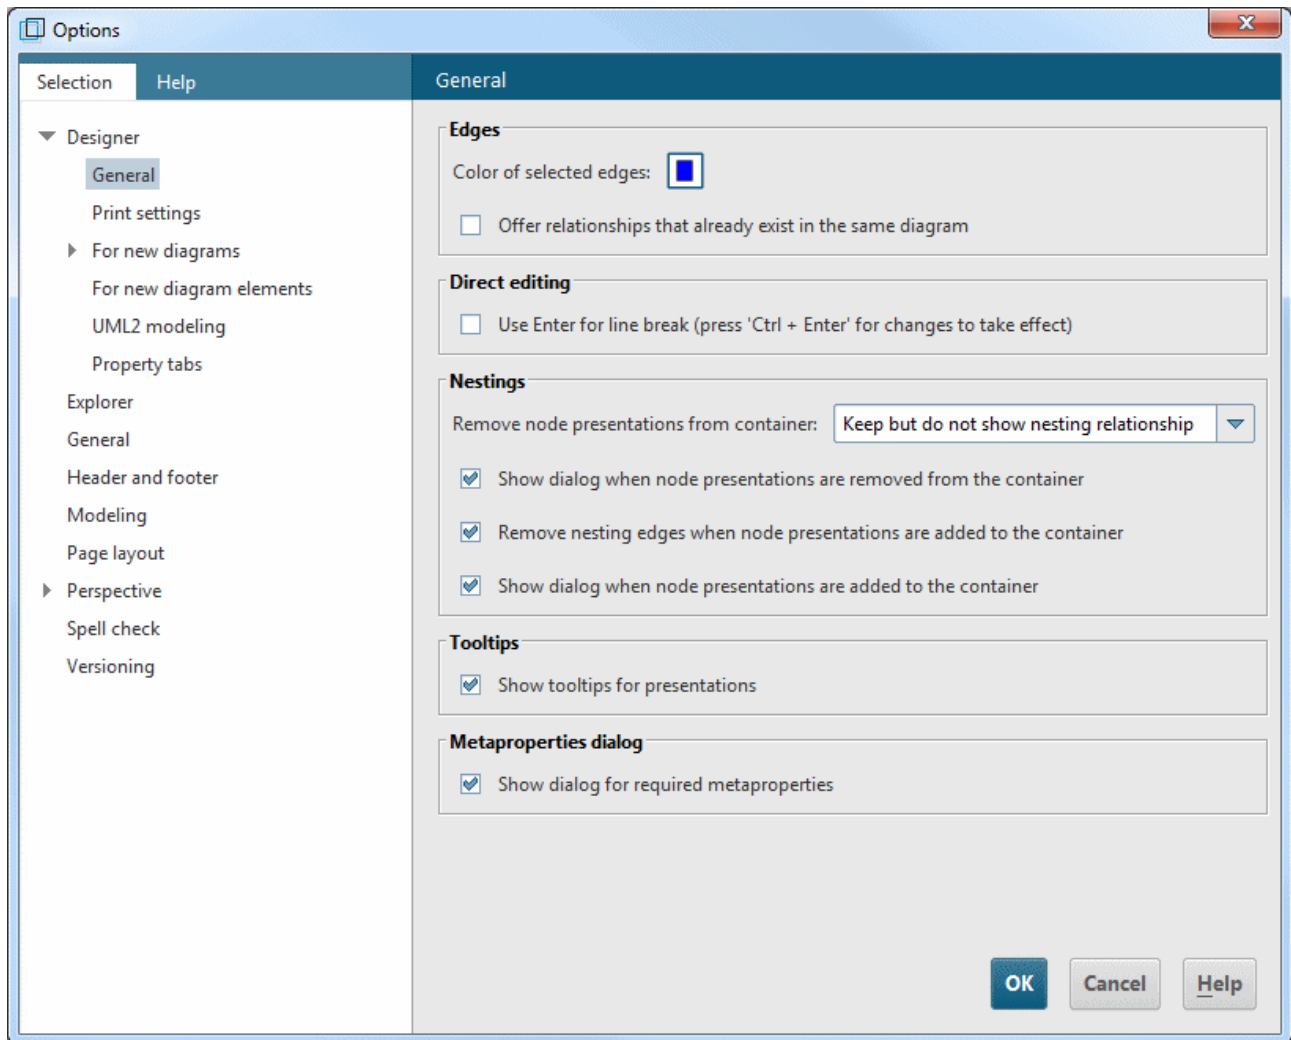 Options
Selection
Help
General
Designer
General
Print settings
For new diagrams
For new diagram elements
UML2 modeling
Property tabs
Explorer
General
Header and footer
Modeling
Page layout
Perspective
Spell check
Versioning
Edges
Color of selected edges:
Offer relationships that already exist in the same diagram
Direct editing
Use Enter for line break (press 'Ctrl + Enter' for changes to take effect)
Nestings
Remove node presentations from container: Keep but do not show nesting relationship
Show dialog when node presentations are removed from the container
Remove nesting edges when node presentations are added to the container
Show dialog when node presentations are added to the container
Tooltips
Show tooltips for presentations
Metaproperties dialog
Show dialog for required metaproperties
OK
Cancel
Help